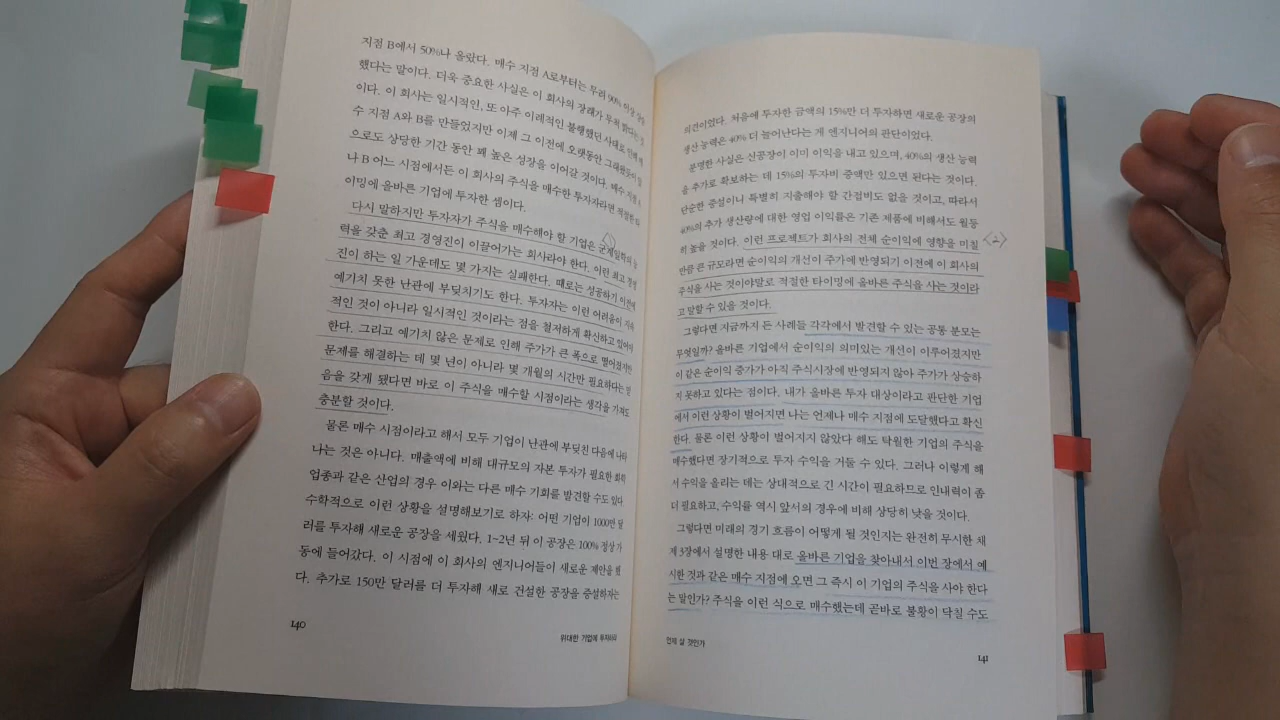 지점 B에서 50%나 올랐다. 매수 지점 A로부터는 무려 90% 이상
했다는 말이다. 더욱 중요한 사실은 이 회사의 장래가 무척 밝다는
이다. 이 회사는 일시적인, 또 아주 이례적인 불행했던 사태로 인해
수 지점 A와 B를 만들었지만 이제 그 이전에 오랫동안 그래왔듯이
으로도 상당한 기간 동안 꽤 높은 성장을 이어갈 것이다. 매수 지점 A
나 B 어느 시점에서든 이 회사의 주식을 매수한 투자자라면 적절한 타
이밍에 올바른 기업에 투자한 셈이다.
다시 말하지만 투자자가 주식을 매수해야 할 기업은
력을 갖춘 최고 경영진이 이끌어가는 회사라야 한다. 이런 최고 경영
진이 하는 일 가운데도 몇 가지는 실패한다. 때로는 성공하기 이전에
예기치 못한 난관에 부딪치기도 한다. 투자자는 이런 어려움이 지속
적인 것이 아니라 일시적인 것이라는 점을 철저하게 확신하고 있어야
한다. 그리고 예기치 않은 문제로 인해 주가가 큰 폭으로 떨어졌지만
문제를 해결하는 데 몇 년이 아니라 몇 개월의 시간만 필요하다는 믿
음을 갖게 됐다면 바로 이 주식을 매수할 시점이라는 생각을 가져도
충분할 것이다.
물론 매수 시점이라고 해서 모두 기업이 난관에 부딪친 다음에 나타
나는 것은 아니다. 매출액에 비해 대규모의 자본 투자가 필요한 화학
업종과 같은 산업의 경우 이와는 다른 매수 기회를 발견할 수도 있다.
수학적으로 이런 상황을 설명해보기로 하자: 어떤 기업이 1000만 달
러를 투자해 새로운 공장을 세웠다. 1~2년 뒤 이 공장은 100% 정상 가
동에 들어갔다. 이 시점에 이 회사의 엔지니어들이 새로운 제안을 했
다. 추가로 150만 달러를 더 투자해 새로 건설한 공장을 증설하자는
140
위대한 기업에 투자하라
의견이었다. 처음에 투자한 금액의 15%만 더 투자하면 새로운 공장의
생산 능력은 40% 더 늘어난다는 게 엔지니어의 판단이었다.
분명한 사실은 신공장이 이미 이익을 내고 있으며, 40%의 생산 능력
을 추가로 확보하는 데 15%의 투자비 증액만 있으면 된다는 것이다.
단순한 증설이니 특별히 지출해야 할 간접비도 없을 것이고, 따라서
40%의 추가 생산량에 대한 영업 이익률은 기존 제품에 비해서도 월등
히 높을 것이다. 이런 프로젝트가 회사의 전체 순이익에 영향을 미칠
만큼 큰 규모라면 순이익의 개선이 주가에 반영되기 이전에 이 회사의
주식을 사는 것이야말로 적절한 타이밍에 올바른 주식을 사는 것이라
고 말할 수 있을 것이다.
그렇다면 지금까지 든 사례들 각각에서 발견할 수 있는 공통 분모는
무엇일까? 올바른 기업에서 순이익의 의미있는 개선이 이루어졌지만
이 같은 순이익 증가가 아직 주식시장에 반영되지 않아 주가가 상승하
지 못하고 있다는 점이다. 내가 올바른 투자 대상이라고 판단한 기업
에서 이런 상황이 벌어지면 나는 언제나 매수 지점에 도달했다고 확신
한다. 물론 이런 상황이 벌어지지 않았다 해도 탁월한 기업의 주식을
매수했다면 장기적으로 투자 수익을 거둘 수 있다. 그러나 이렇게 해
서 수익을 올리는 데는 상대적으로 긴 시간이 필요하므로 인내력이 좀
더 필요하고, 수익률 역시 앞서의 경우에 비해 상당히 낮을 것이다.
그렇다면 미래의 경기 흐름이 어떻게 될 것인지는 완전히 무시한 채
제3장에서 설명한 내용 대로 올바른 기업을 찾아내서 이번 장에서 예
시한 것과 같은 매수 지점에 오면 그 즉시 이 기업의 주식을 사야 한다
는 말인가? 주식을 이런 식으로 매수했는데 곧바로 불황이 닥칠 수도
언제 살 것인가
141